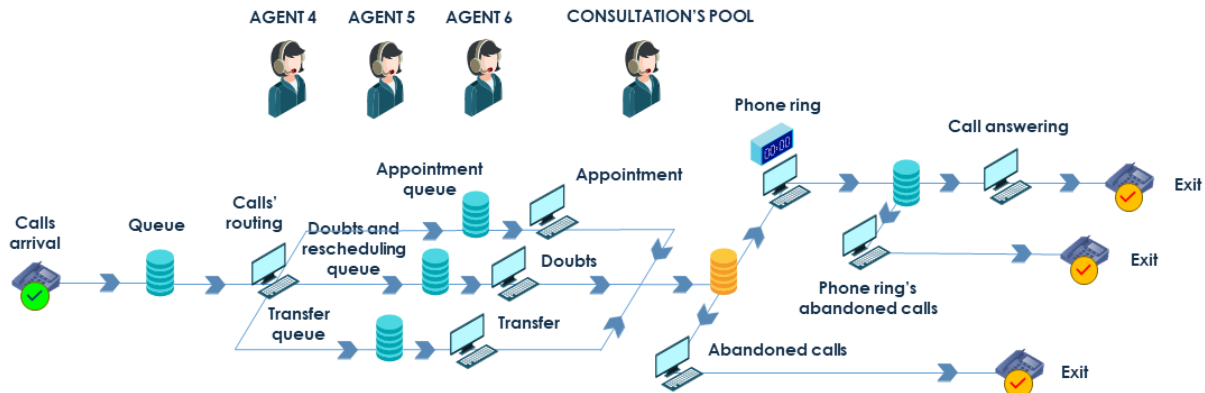 AGENT 4
AGENT 5
AGENT 6
CONSULTATION'S POOL
Phone ring
00:00
Call answering
Appointment
queue
Appointment
Calls'
routing
Queue
Calls
arrival
Doubts and
rescheduling
queue
Doubts
Exit
Exit
Phone ring's
abandoned calls
Transfer
queue
Transfer
Abandoned calls
Exit